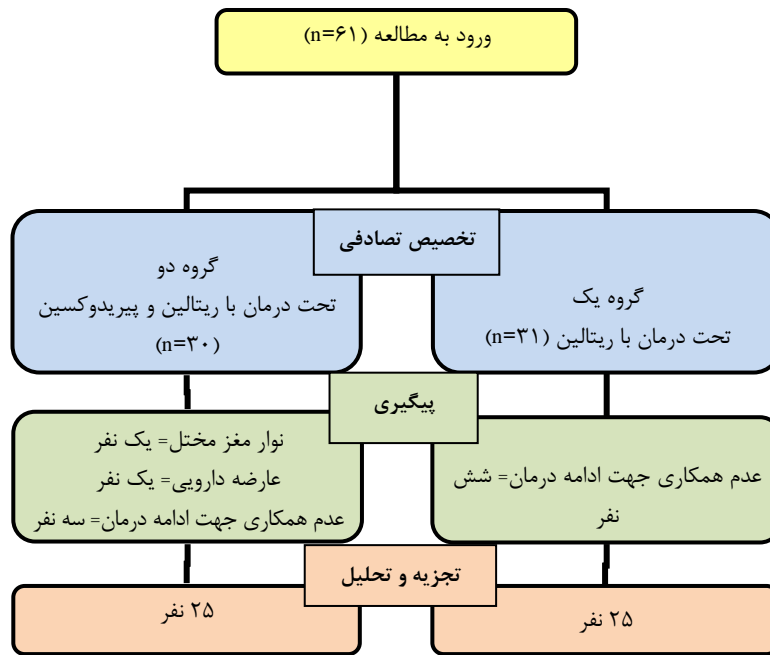 ورود به مطالعه (n=۶۱)
تخصیص تصادفی
گروه یک
تحت درمان با ریتالین (n=۳۱)
گروه دو
تحت درمان با ریتالین و پیریدوکسین
(n=۳۰)
پیگیری
عدم همکاری جهت ادامه درمان= شش
نفر
نوار مغز مختل= یک نفر
عارضه دارویی= یک نفر
عدم همکاری جهت ادامه درمان= سه نفر
تجزیه و تحلیل
۲۵ نفر
۲۵ نفر